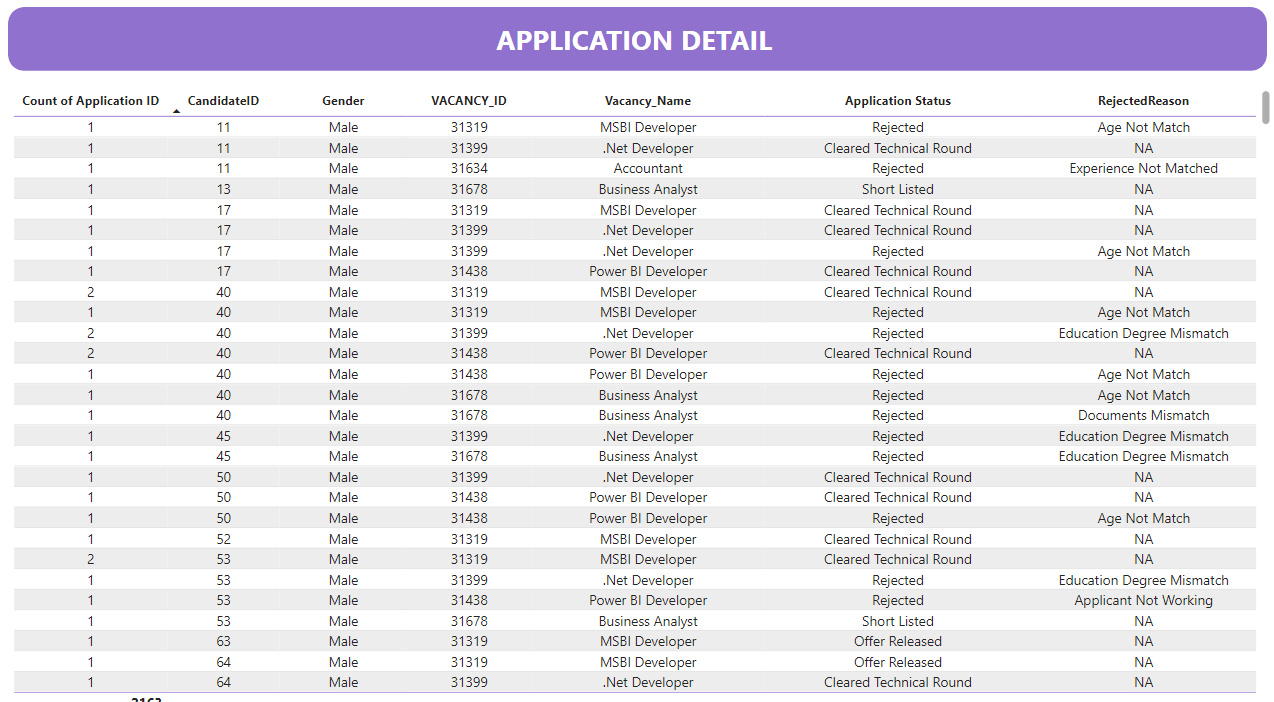 APPLICATION DETAIL
Count of Application ID CandidateID Gender VACANCY_ID Vacancy_Name Application Status RejectedReason
1 11 Male 31319 MSBI Developer Rejected Age Not Match
1 11 Male 31399 .Net Developer Cleared Technical Round NA
1 11 Male 31634 Accountant Rejected Experience Not Matched
1 13 Male 31678 Business Analyst Short Listed NA
1 17 Male 31319 MSBI Developer Cleared Technical Round NA
1 17 Male 31399 .Net Developer Cleared Technical Round NA
1 17 Male 31399 .Net Developer Rejected Age Not Match
1 17 Male 31438 Power BI Developer Cleared Technical Round NA
2 40 Male 31319 MSBI Developer Cleared Technical Round NA
1 40 Male 31319 MSBI Developer Rejected Age Not Match
2 40 Male 31399 .Net Developer Rejected Education Degree Mismatch
2 40 Male 31438 Power BI Developer Cleared Technical Round NA
1 40 Male 31438 Power BI Developer Rejected Age Not Match
1 40 Male 31678 Business Analyst Rejected Age Not Match
1 40 Male 31678 Business Analyst Rejected Documents Mismatch
1 45 Male 31399 .Net Developer Rejected Education Degree Mismatch
1 45 Male 31678 Business Analyst Rejected Education Degree Mismatch
1 50 Male 31399 .Net Developer Cleared Technical Round NA
1 50 Male 31438 Power BI Developer Cleared Technical Round NA
1 50 Male 31438 Power BI Developer Rejected Age Not Match
1 52 Male 31319 MSBI Developer Cleared Technical Round NA
2 53 Male 31319 MSBI Developer Cleared Technical Round NA
1 53 Male 31399 .Net Developer Rejected Education Degree Mismatch
1 53 Male 31438 Power BI Developer Rejected Applicant Not Working
1 53 Male 31678 Business Analyst Short Listed NA
1 63 Male 31319 MSBI Developer Offer Released NA
1 64 Male 31319 MSBI Developer Offer Released NA
1 64 Male 31399 .Net Developer Cleared Technical Round NA